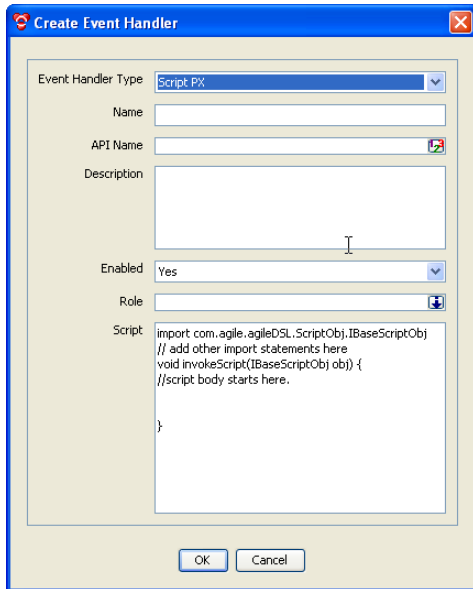 Create Event Handler
Event Handler Type Script PX
Name
API Name
Description
Enabled Yes
Role
Script import com.agile.agileDSL.ScriptObj.IBaseScriptObj
// add other import statements here
void invokeScript(IBaseScriptObj obj) {
//script body starts here.
}
OK Cancel